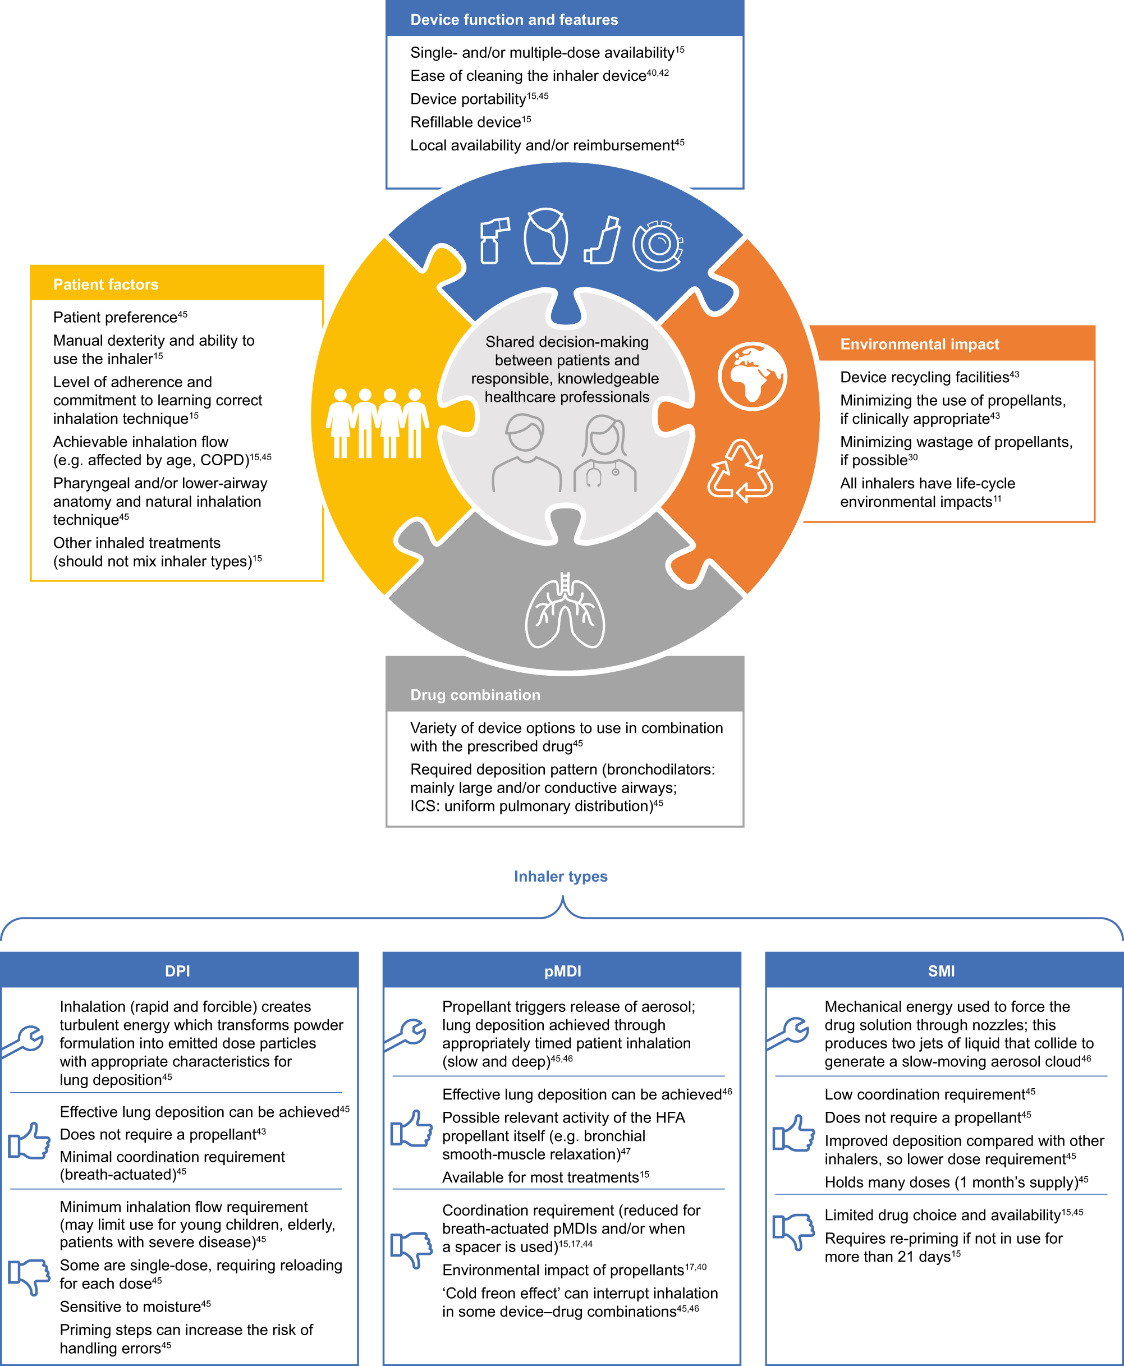 Device function and features
Single- and/or multiple-dose availability¹⁵
Ease of cleaning the inhaler device⁴⁰,⁴²
Device portability¹⁵,⁴⁵
Refillable device¹⁵
Local availability and/or reimbursement⁴⁵
Patient factors
Patient preference⁴⁵
Manual dexterity and ability to
use the inhaler¹⁵
Level of adherence and
commitment to learning correct
inhalation technique¹⁵
Achievable inhalation flow
(e.g. affected by age, COPD)¹⁵,⁴⁵
Pharyngeal and/or lower-airway
anatomy and natural inhalation
technique⁴⁵
Other inhaled treatments
(should not mix inhaler types)¹⁵
Shared decision-making
between patients and
responsible, knowledgeable
healthcare professionals
Environmental impact
Device recycling facilities⁴³
Minimizing the use of propellants,
if clinically appropriate⁴³
Minimizing wastage of propellants,
if possible³⁰
All inhalers have life-cycle
environmental impacts¹¹
Drug combination
Variety of device options to use in combination
with the prescribed drug⁴⁵
Required deposition pattern (bronchodilators:
mainly large and/or conductive airways;
ICS: uniform pulmonary distribution)⁴⁵
Inhaler types
DPI
Inhalation (rapid and forcible) creates
turbulent energy which transforms powder
formulation into emitted dose particles
with appropriate characteristics for
lung deposition⁴⁵
Effective lung deposition can be achieved⁴⁵
Does not require a propellant⁴³
Minimal coordination requirement
(breath-actuated)⁴⁵
Minimum inhalation flow requirement
(may limit use for young children, elderly,
patients with severe disease)⁴⁵
Some are single-dose, requiring reloading
for each dose⁴⁵
Sensitive to moisture⁴⁵
Priming steps can increase the risk of
handling errors⁴⁵
pMDI
Propellant triggers release of aerosol;
lung deposition achieved through
appropriately timed patient inhalation
(slow and deep)⁴⁵,⁴⁶
Effective lung deposition can be achieved⁴⁶
Possible relevant activity of the HFA
propellant itself (e.g. bronchial
smooth-muscle relaxation)⁴⁷
Available for most treatments¹⁵
Coordination requirement (reduced for
breath-actuated pMDIs and/or when
a spacer is used)¹⁵,¹⁷,⁴⁴
Environmental impact of propellants¹⁷,⁴⁰
‘Cold freon effect’ can interrupt inhalation
in some device–drug combinations⁴⁵,⁴⁶
SMI
Mechanical energy used to force the
drug solution through nozzles; this
produces two jets of liquid that collide to
generate a slow-moving aerosol cloud⁴⁶
Low coordination requirement⁴⁵
Does not require a propellant⁴⁵
Improved deposition compared with other
inhalers, so lower dose requirement⁴⁵
Holds many doses (1 month’s supply)⁴⁵
Limited drug choice and availability¹⁵,⁴⁵
Requires re-priming if not in use for
more than 21 days¹⁵